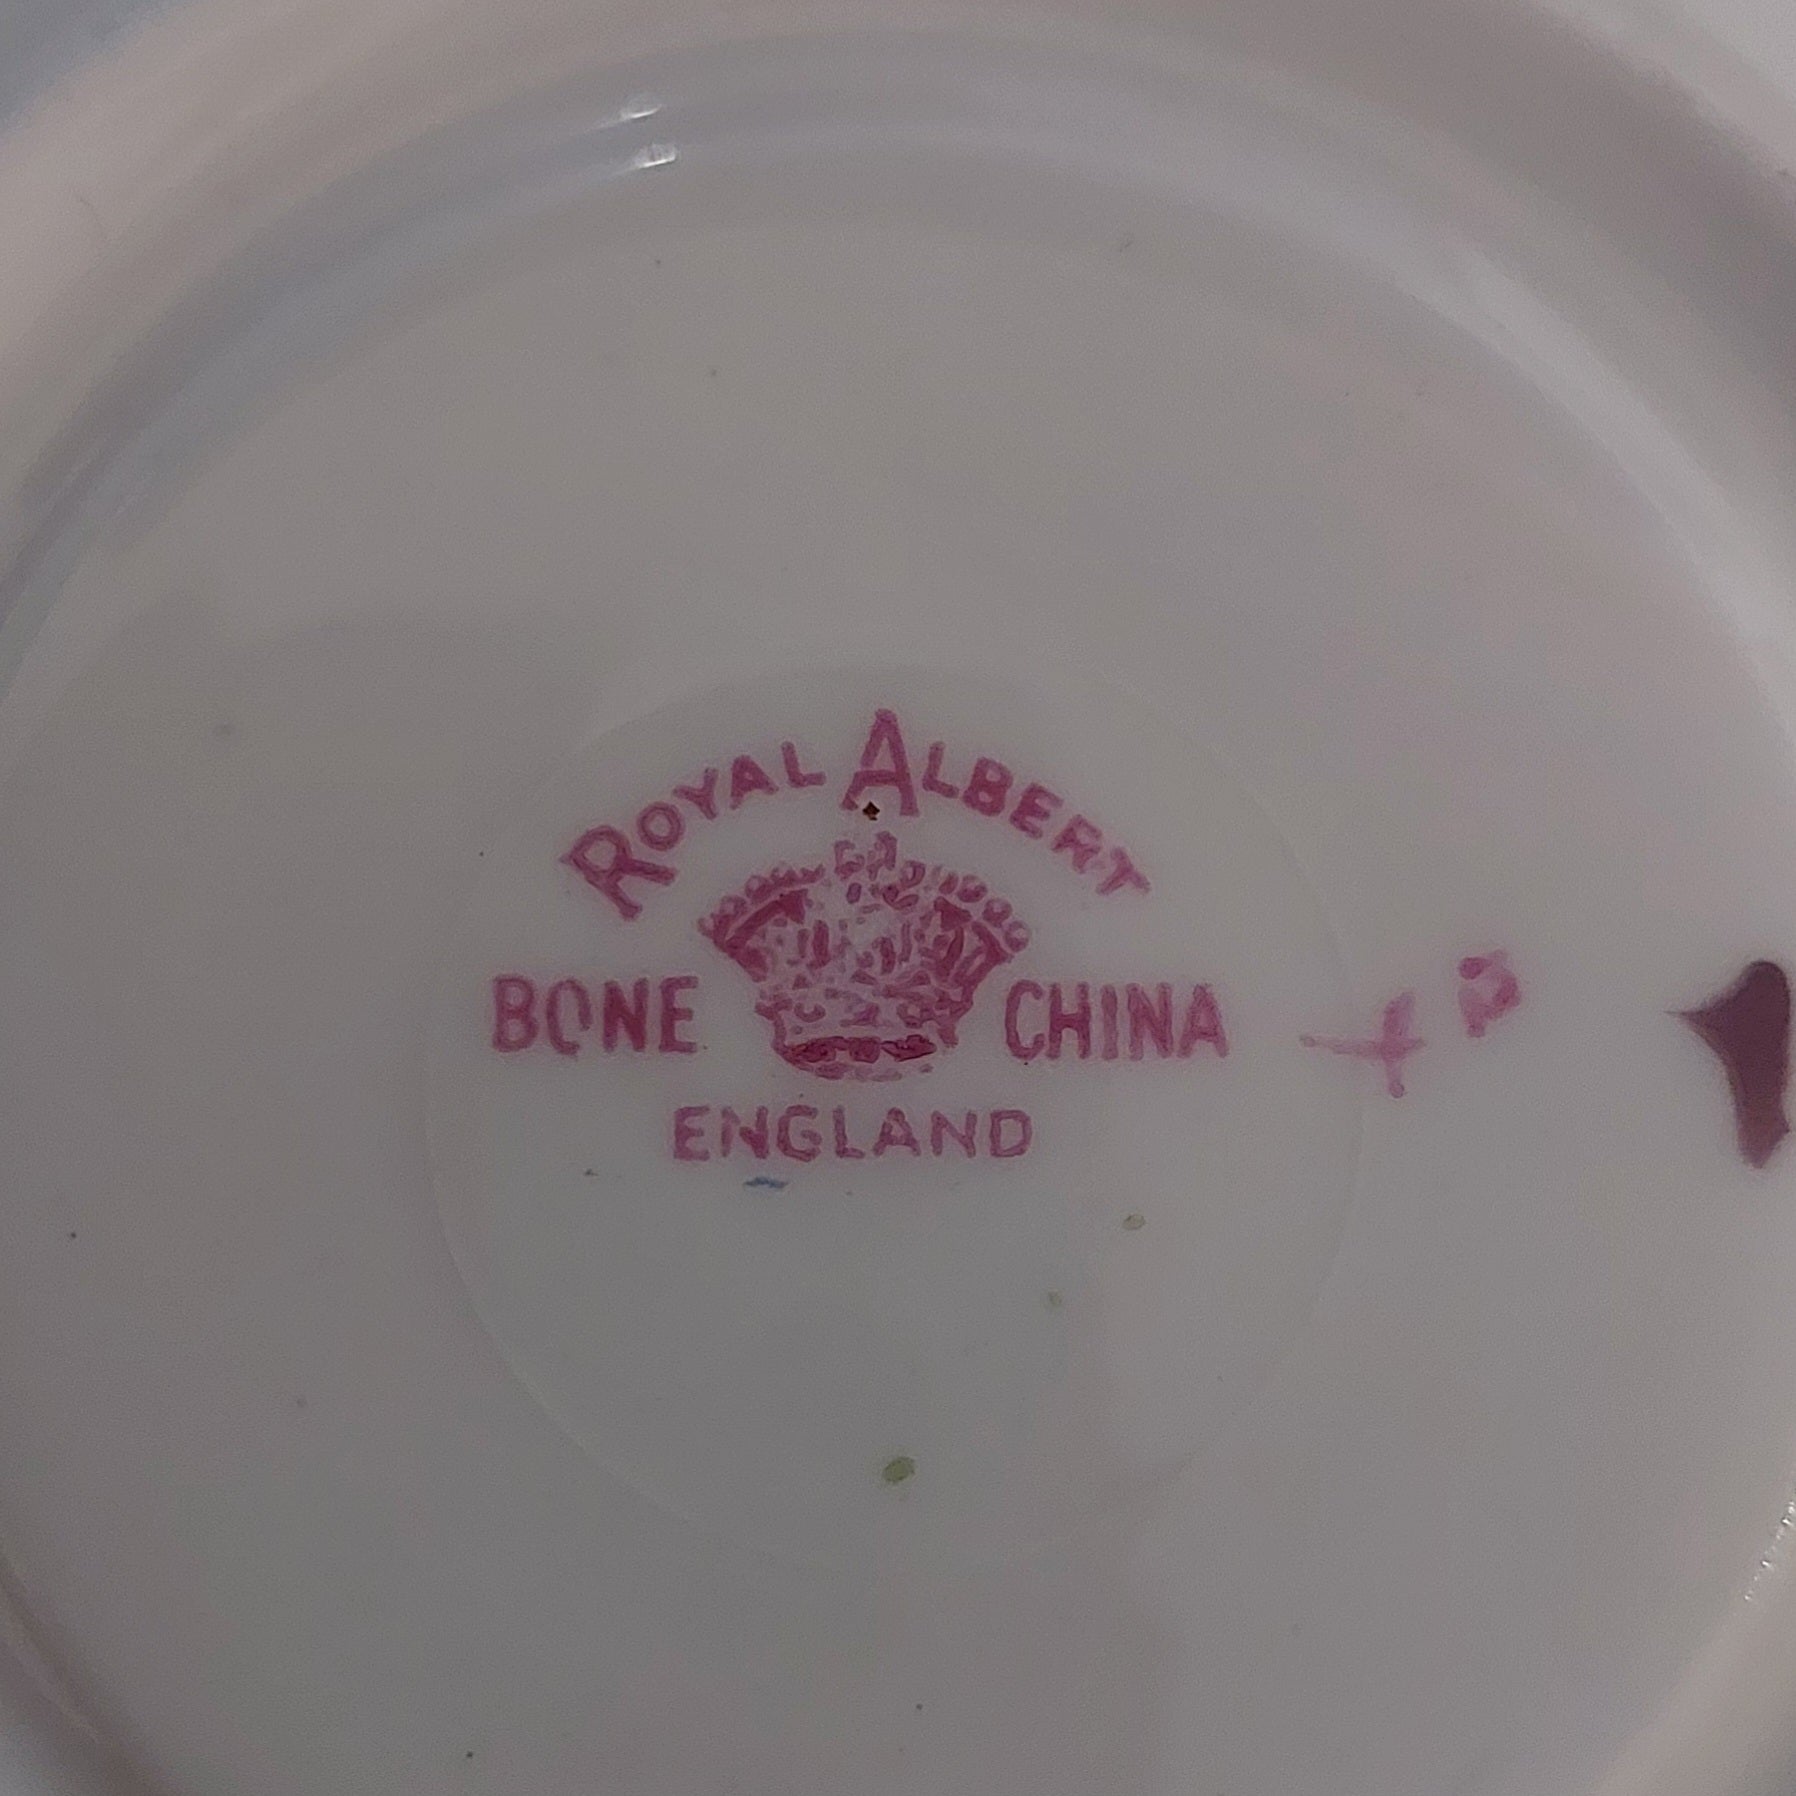 ROYAL ALBERT
BONE CHINA
ENGLAND